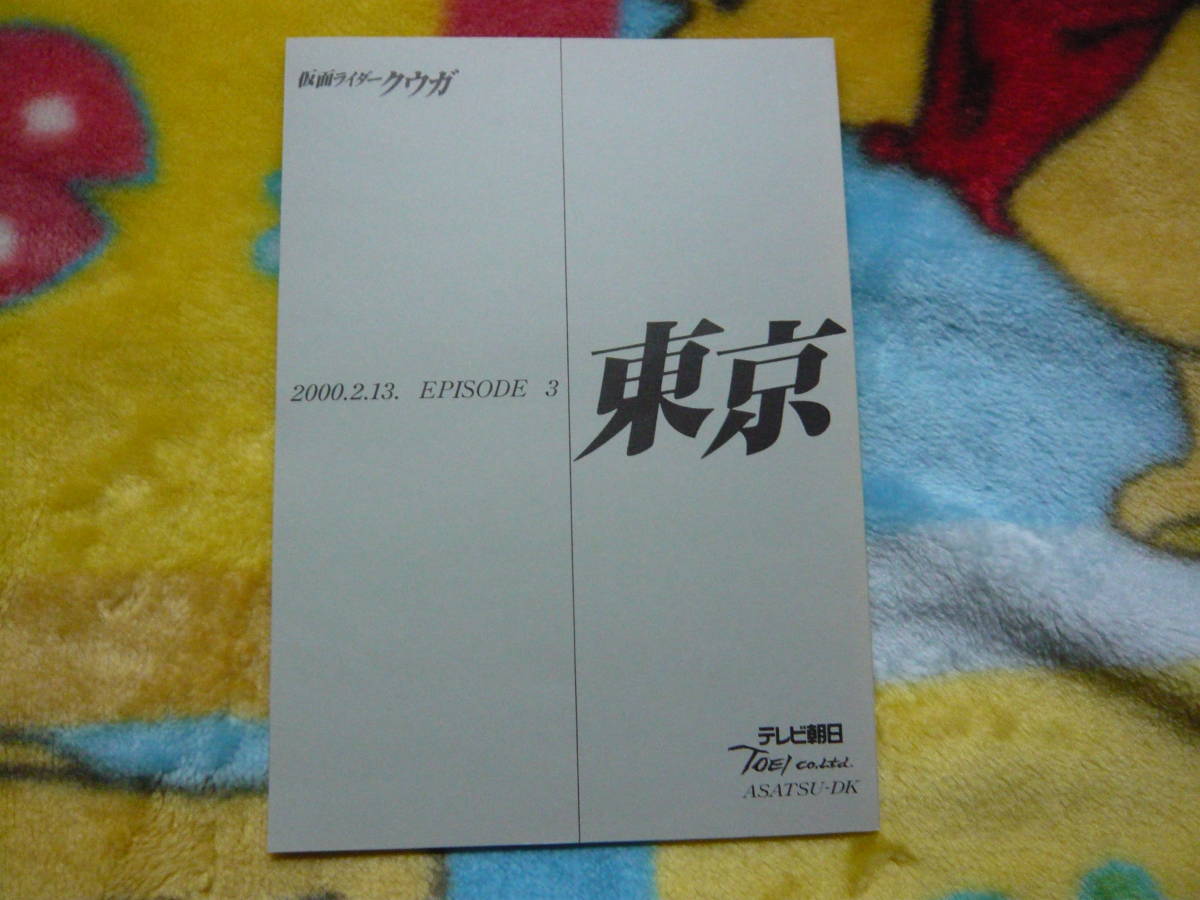 仮面ライダークウガ
2000.2.13. EPISODE 3
東京
テレビ朝日
TOEI CO.Ltd.
ASATSU-DK